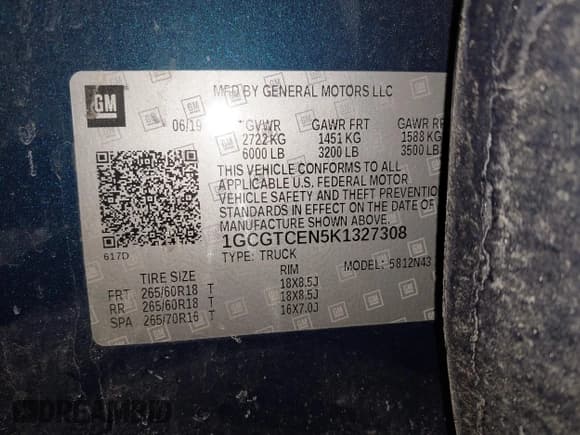 GM
MFD BY GENERAL MOTORS LLC
06/19 GVWR GAWR FRT GAWR RR
2722 KG 1451 KG 1588 KG
6000 LB 3200 LB 3500 LB
THIS VEHICLE CONFORMS TO ALL
APPLICABLE U.S. FEDERAL MOTOR
VEHICLE SAFETY AND THEFT PREVENTION
STANDARDS IN EFFECT ON THE DATE OF
MANUFACTURE SHOWN ABOVE.
1GCGTCEN5K1327308
617D
TYPE: TRUCK MODEL: 5812N43
TIRE SIZE RIM
FRT 265/60R18 T 18X8.5J
RR 265/60R18 T 18X8.5J
SPA 265/70R16 T 16X7.0J